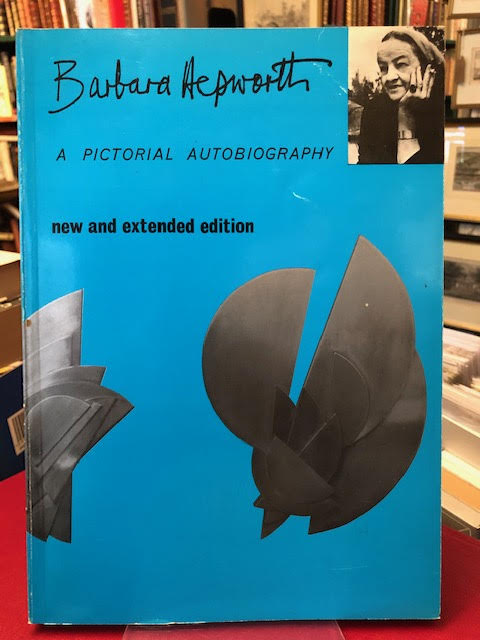 Barbara Hepworth
A PICTORIAL AUTOBIOGRAPHY
new and extended edition